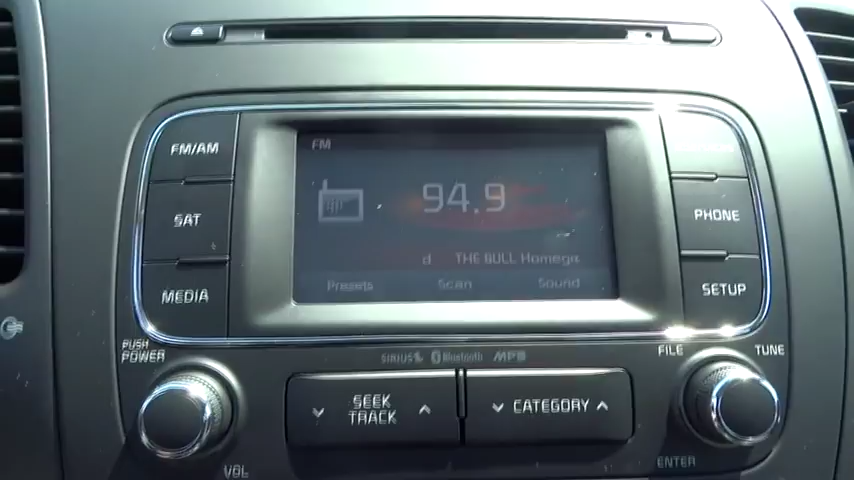 FM/AM
SAT
MEDIA
FM
94.9
d THE BULL Homega
Presets Scan Sound
PHONE
SETUP
PUSH
POWER
VOL
SIRIUS Bluetooth MP3
SEEK
TRACK
CATEGORY
FILE
TUNE
ENTER